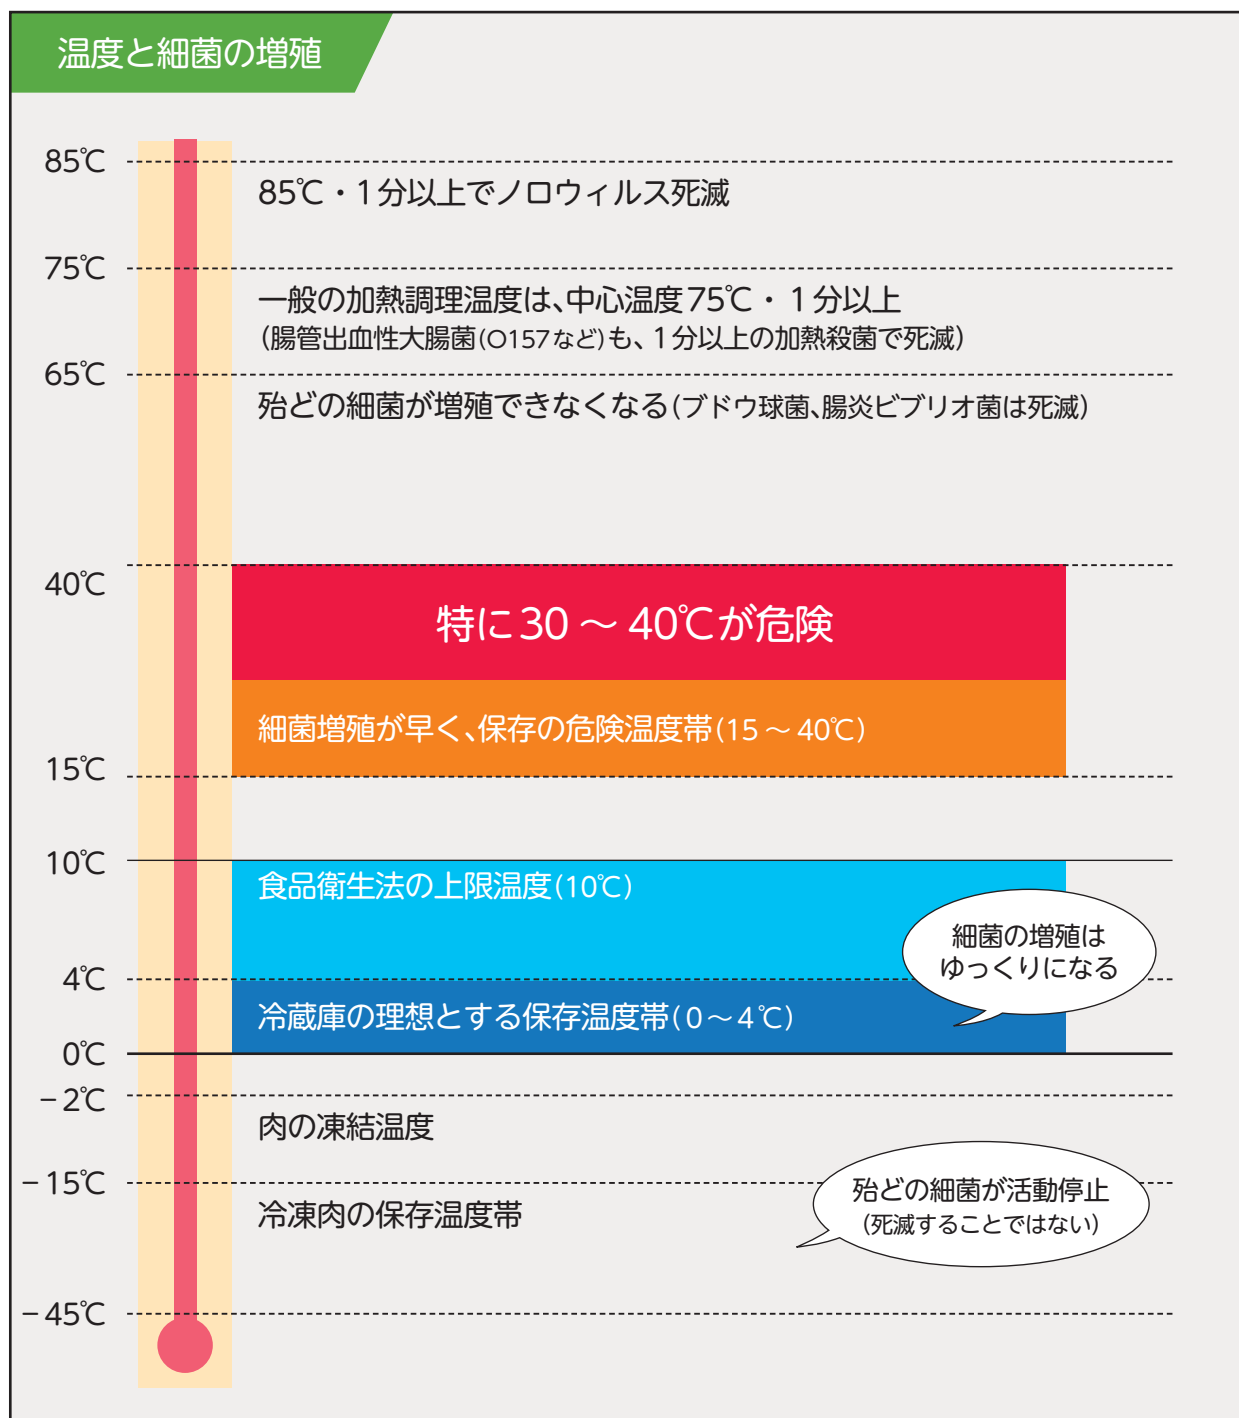 温度と細菌の増殖
85℃
85℃・1分以上でノロウィルス死滅
75℃
一般の加熱調理温度は、中心温度75℃・1分以上
(腸管出血性大腸菌(O157など)も、1分以上の加熱殺菌で死滅)
65℃
殆どの細菌が増殖できなくなる(ブドウ球菌、腸炎ビブリオ菌は死滅)
40℃
特に30～40℃が危険
細菌増殖が早く、保存の危険温度帯(15～40℃)
15℃
10℃
食品衛生法の上限温度(10℃)
細菌の増殖は
ゆっくりになる
4℃
冷蔵庫の理想とする保存温度帯(0～4℃)
0℃
－2℃
肉の凍結温度
－15℃
殆どの細菌が活動停止
(死滅することではない)
冷凍肉の保存温度帯
－45℃